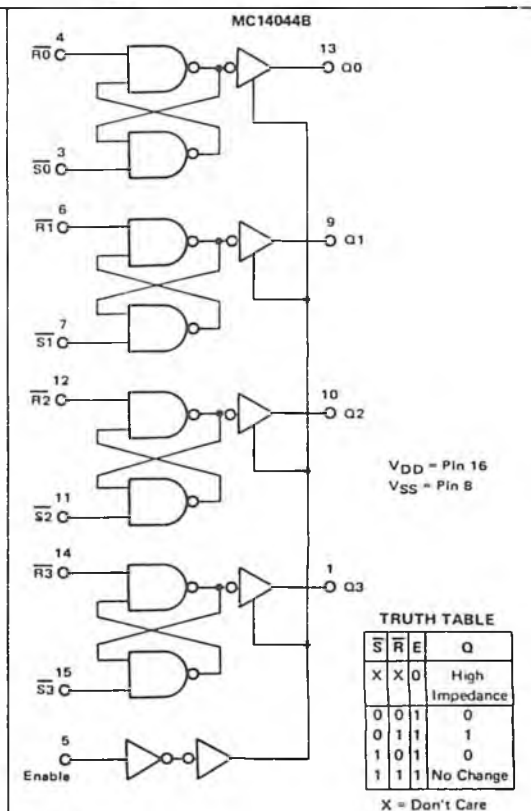 MC14044B
4
R0
13
Q0
3
S0
6
R1
9
Q1
7
S1
12
R2
10
Q2
11
S2
VDD = Pin 16
VSS = Pin 8
14
R3
1
Q3
15
S3
5
Enable
TRUTH TABLE
S R E Q
X X 0 High Impedance
0 0 1 0
0 1 1 1
1 0 1 0
1 1 1 No Change
X = Don't Care